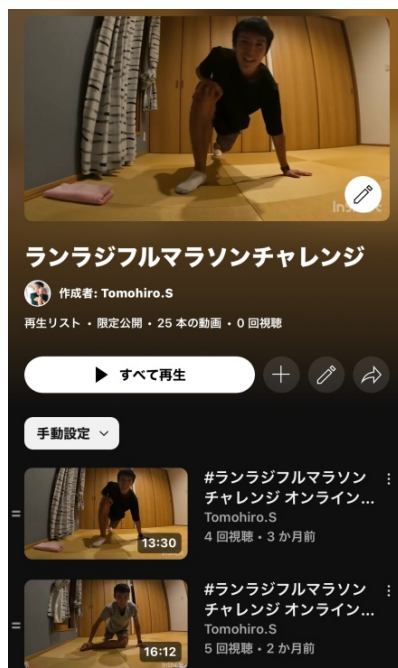 ランラジフルマラソンチャレンジ
作成者: Tomohiro.S
再生リスト・限定公開・25 本の動画・0 回視聴
すべて再生
手動設定
13:30
#ランラジフルマラソン
チャレンジ オンライン...
Tomohiro.S
4 回視聴・3 か月前
16:12
#ランラジフルマラソン
チャレンジ オンライン...
Tomohiro.S
5 回視聴・2 か月前